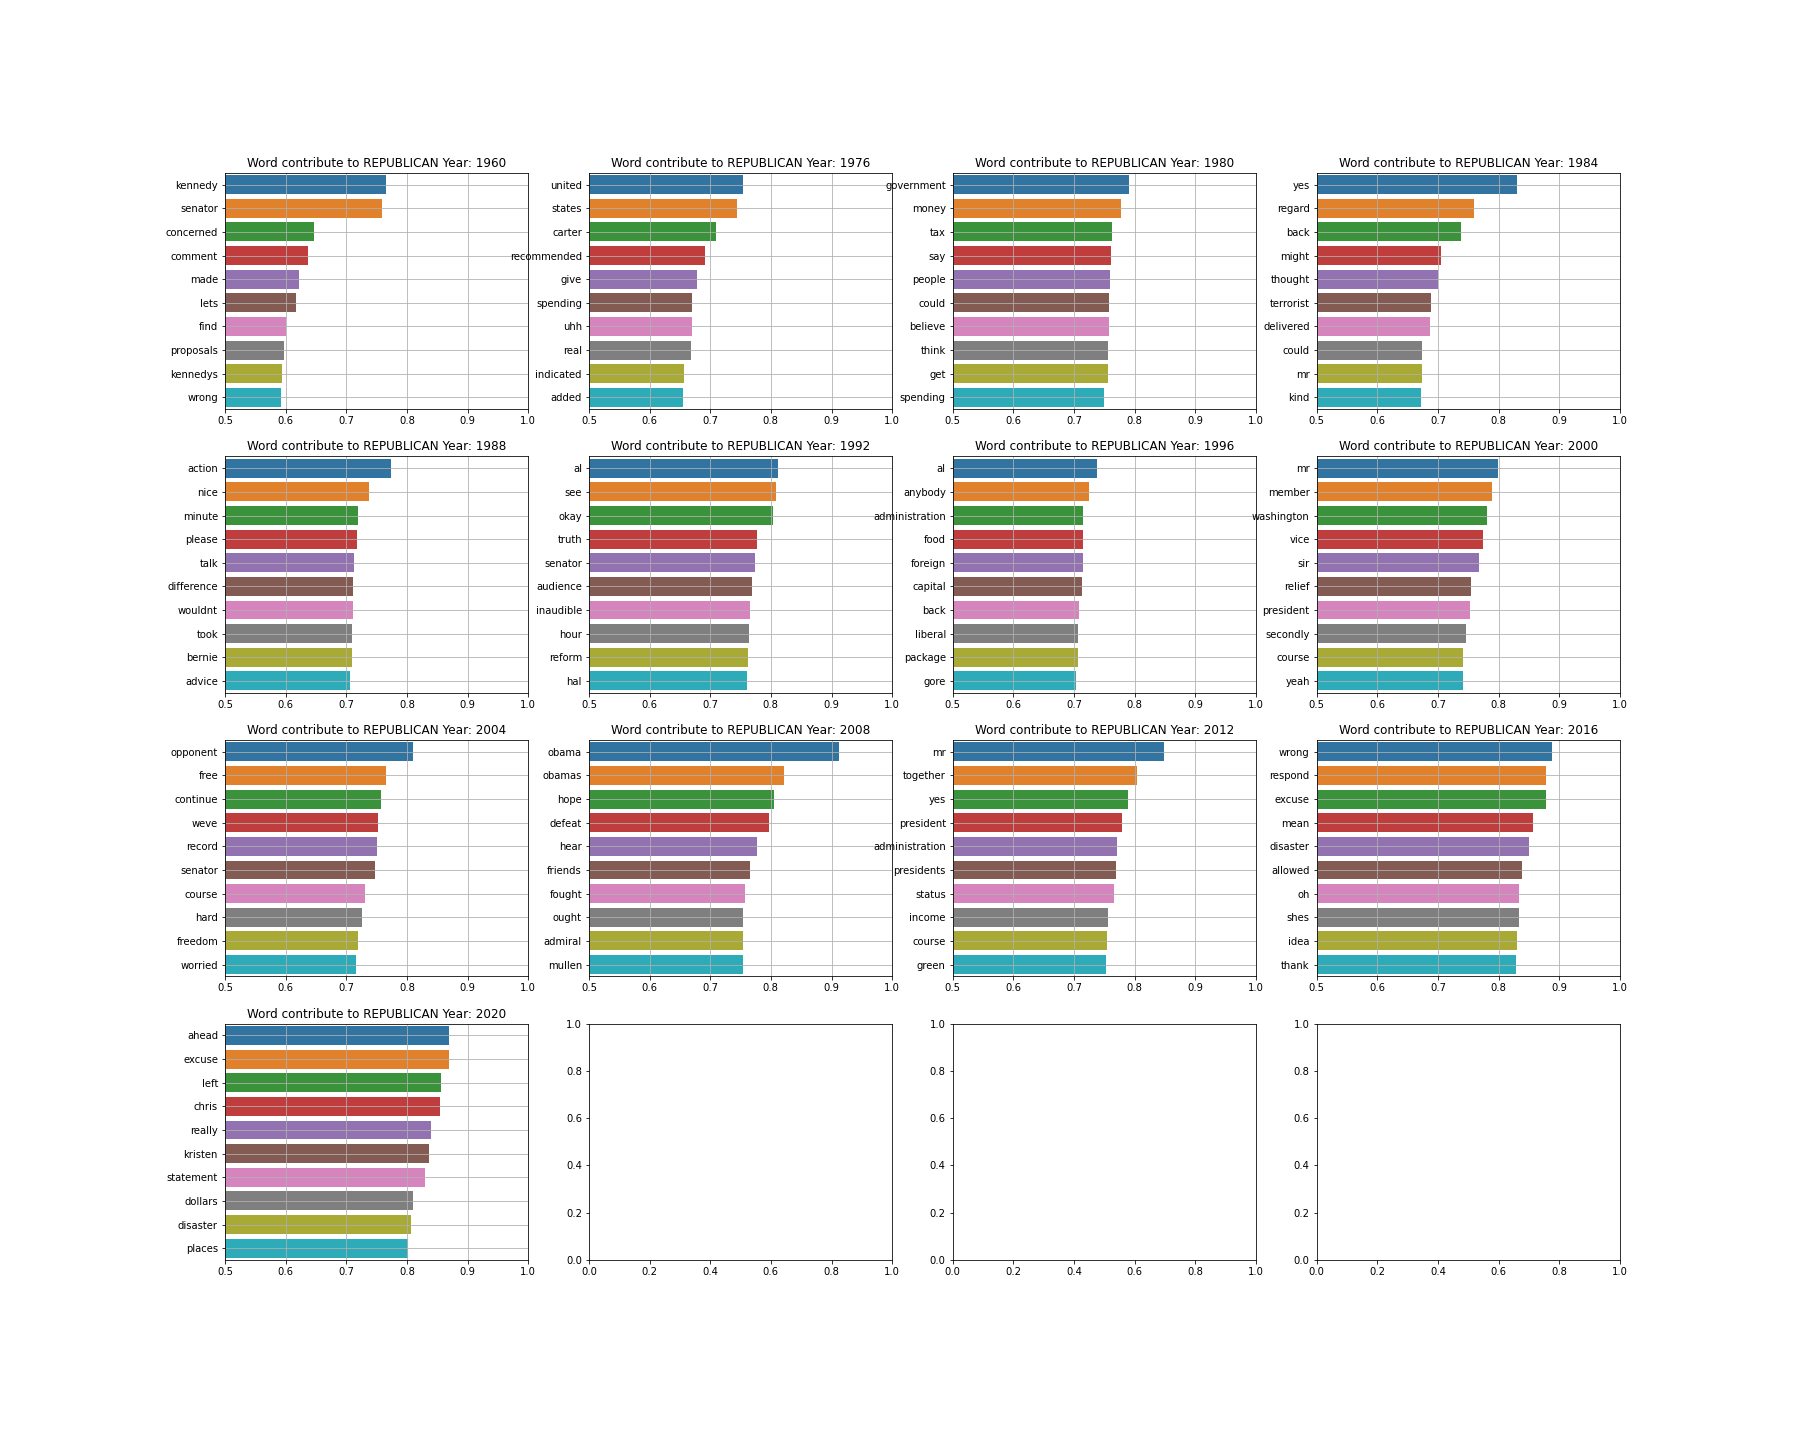 Word contribute to REPUBLICAN Year: 1960
kennedy
senator
concerned
comment
made
lets
find
proposals
kennedys
wrong
0.5 0.6 0.7 0.8 0.9 1.0
Word contribute to REPUBLICAN Year: 1976
united
states
carter
recommended
give
spending
uhh
real
indicated
added
0.5 0.6 0.7 0.8 0.9 1.0
Word contribute to REPUBLICAN Year: 1980
government
money
tax
say
people
could
believe
think
get
spending
0.5 0.6 0.7 0.8 0.9 1.0
Word contribute to REPUBLICAN Year: 1984
yes
regard
back
might
thought
terrorist
delivered
could
mr
kind
0.5 0.6 0.7 0.8 0.9 1.0
Word contribute to REPUBLICAN Year: 1988
action
nice
minute
please
talk
difference
wouldnt
took
bernie
advice
0.5 0.6 0.7 0.8 0.9 1.0
Word contribute to REPUBLICAN Year: 1992
al
see
okay
truth
senator
audience
inaudible
hour
reform
hal
0.5 0.6 0.7 0.8 0.9 1.0
Word contribute to REPUBLICAN Year: 1996
al
anybody
administration
food
foreign
capital
back
liberal
package
gore
0.5 0.6 0.7 0.8 0.9 1.0
Word contribute to REPUBLICAN Year: 2000
mr
member
washington
vice
sir
relief
president
secondly
course
yeah
0.5 0.6 0.7 0.8 0.9 1.0
Word contribute to REPUBLICAN Year: 2004
opponent
free
continue
weve
record
senator
course
hard
freedom
worried
0.5 0.6 0.7 0.8 0.9 1.0
Word contribute to REPUBLICAN Year: 2008
obama
obamas
hope
defeat
hear
friends
fought
ought
admiral
mullen
0.5 0.6 0.7 0.8 0.9 1.0
Word contribute to REPUBLICAN Year: 2012
mr
together
yes
president
administration
presidents
status
income
course
green
0.5 0.6 0.7 0.8 0.9 1.0
Word contribute to REPUBLICAN Year: 2016
wrong
respond
excuse
mean
disaster
allowed
oh
shes
idea
thank
0.5 0.6 0.7 0.8 0.9 1.0
Word contribute to REPUBLICAN Year: 2020
ahead
excuse
left
chris
really
kristen
statement
dollars
disaster
places
0.5 0.6 0.7 0.8 0.9 1.0
1.0
0.8
0.6
0.4
0.2
0.0
0.0 0.2 0.4 0.6 0.8 1.0
1.0
0.8
0.6
0.4
0.2
0.0
0.0 0.2 0.4 0.6 0.8 1.0
1.0
0.8
0.6
0.4
0.2
0.0
0.0 0.2 0.4 0.6 0.8 1.0